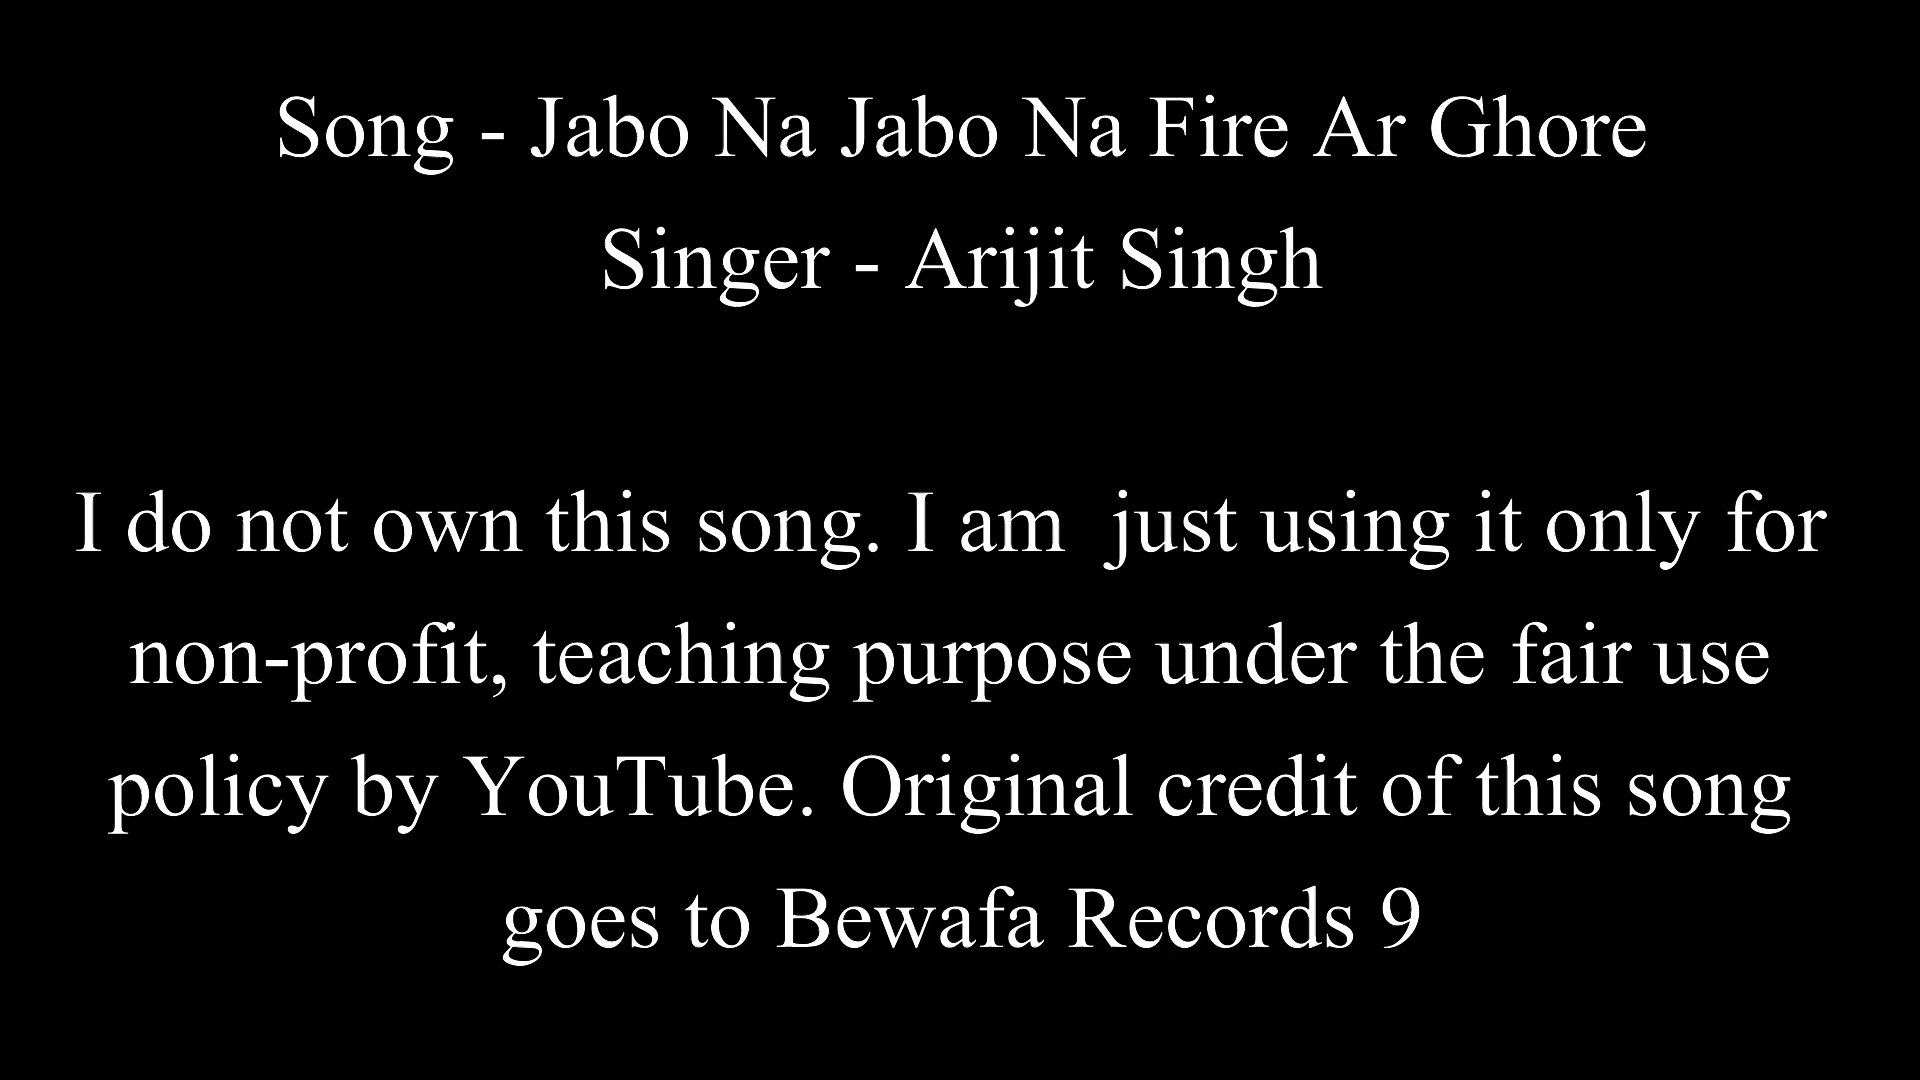 Song - Jabo Na Jabo Na Fire Ar Ghore
Singer - Arijit Singh
I do not own this song. I am  just using it only for
non-profit, teaching purpose under the fair use
policy by YouTube. Original credit of this song
goes to Bewafa Records 9